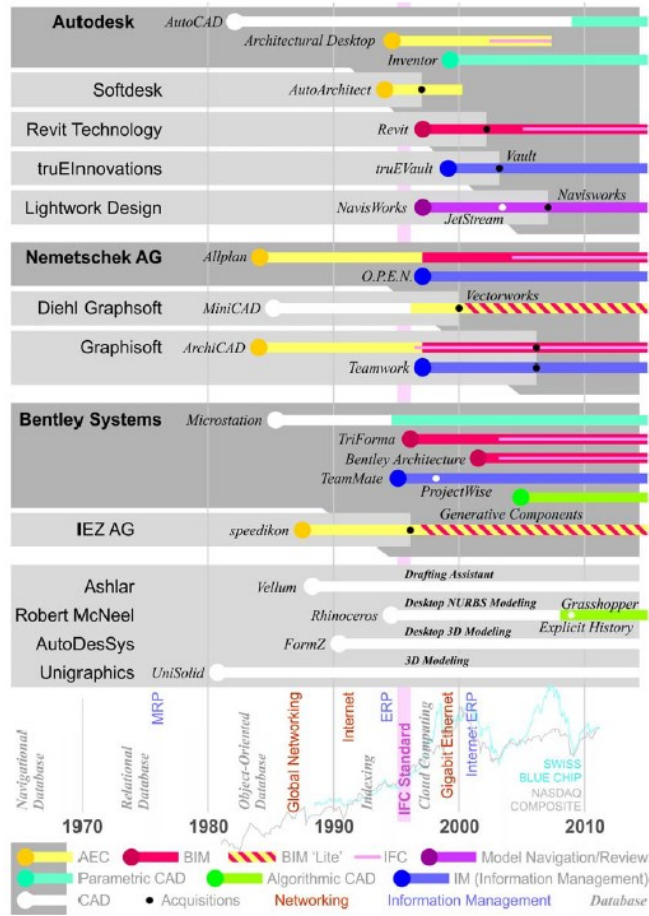 Autodesk
AutoCAD
Architectural Desktop
Inventor
Softdesk
AutoArchitect
Revit Technology
Revit
truEInnovations
truEVault
Vault
Lightwork Design
NavisWorks
JetStream
Navisworks
Nemetschek AG
Allplan
O.P.E.N.
Diehl Graphsoft
MiniCAD
Vectorworks
Graphisoft
ArchiCAD
Teamwork
Bentley Systems
Microstation
TriForma
Bentley Architecture
TeamMate
ProjectWise
Generative Components
IEZ AG
speedikon
Ashlar
Vellum
Drafting Assistant
Robert McNeel
Rhinoceros
Desktop NURBS Modeling
Grasshopper
Explicit History
AutoDesSys
FormZ
Desktop 3D Modeling
Unigraphics
UniSolid
3D Modeling
Navigational
Database
Relational
Database
MRP
Object-Oriented
Database
Global Networking
Internet
Indexing
ERP
IFC Standard
Cloud Computing
Gigabit Ethernet
Internet ERP
SWISS
BLUE CHIP
NASDAQ
COMPOSITE
1970 1980 1990 2000 2010
AEC BIM BIM 'Lite' IFC Model Navigation/Review
Parametric CAD Algorithmic CAD IM (Information Management)
CAD Acquisitions Networking Information Management Database